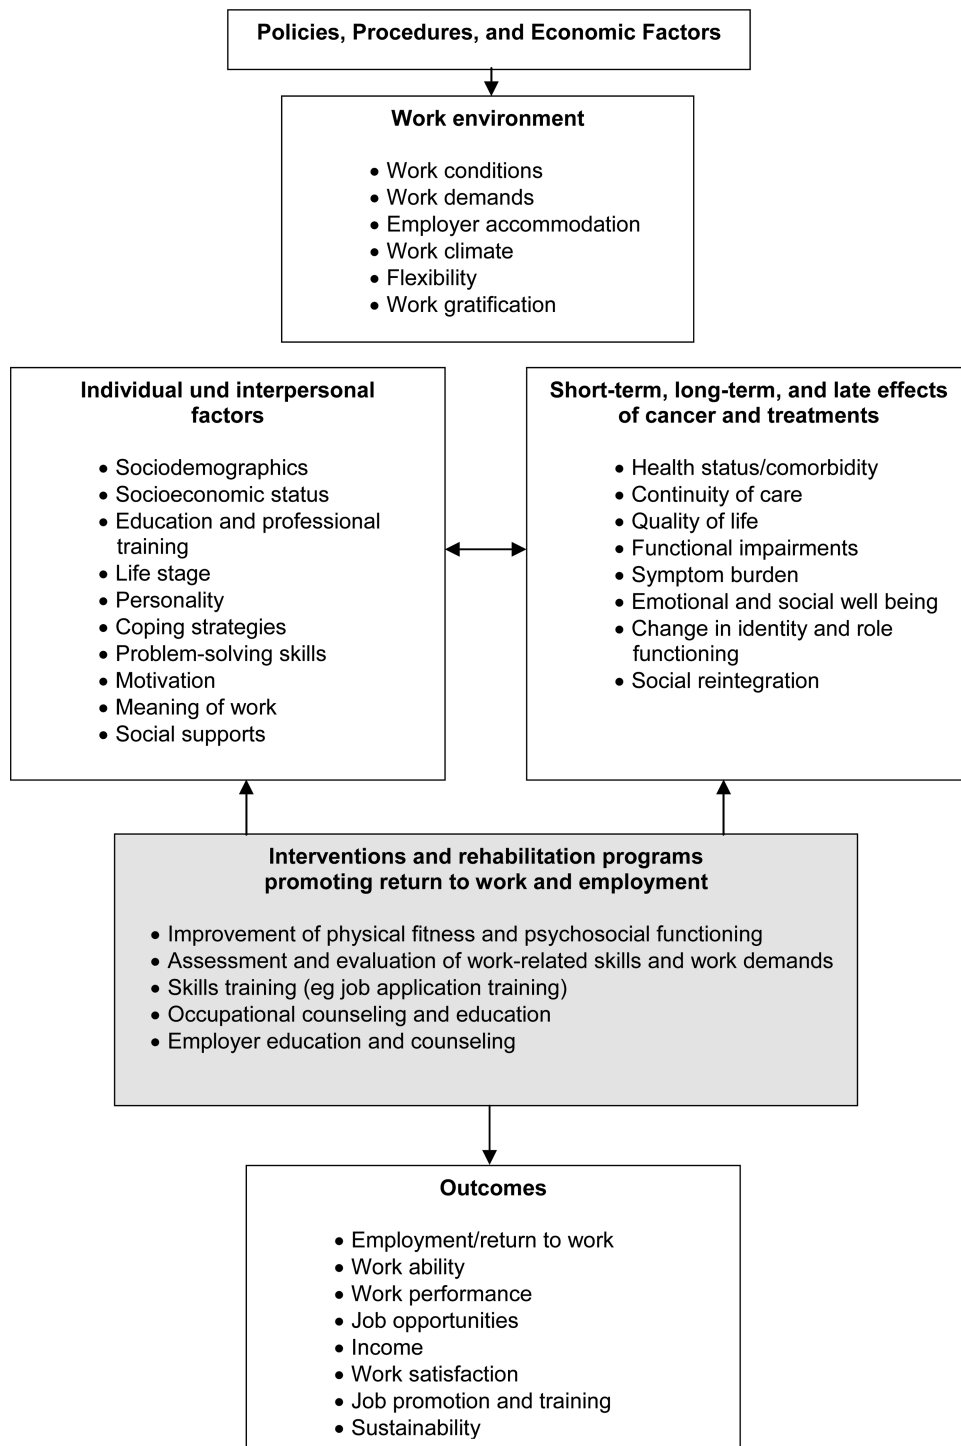 Policies, Procedures, and Economic Factors
Work environment
• Work conditions
• Work demands
• Employer accommodation
• Work climate
• Flexibility
• Work gratification
Individual und interpersonal
factors
• Sociodemographics
• Socioeconomic status
• Education and professional
training
• Life stage
• Personality
• Coping strategies
• Problem-solving skills
• Motivation
• Meaning of work
• Social supports
Short-term, long-term, and late effects
of cancer and treatments
• Health status/comorbidity
• Continuity of care
• Quality of life
• Functional impairments
• Symptom burden
• Emotional and social well being
• Change in identity and role
functioning
• Social reintegration
Interventions and rehabilitation programs
promoting return to work and employment
• Improvement of physical fitness and psychosocial functioning
• Assessment and evaluation of work-related skills and work demands
• Skills training (eg job application training)
• Occupational counseling and education
• Employer education and counseling
Outcomes
• Employment/return to work
• Work ability
• Work performance
• Job opportunities
• Income
• Work satisfaction
• Job promotion and training
• Sustainability